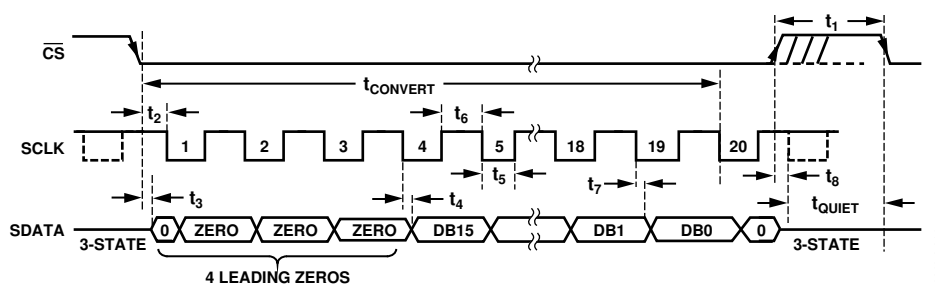 t1
CS
tCONVERT
t2 t6
SCLK 1 2 3 4 5 18 19 20
t5 t7 t8
t3 t4 tQUIET
SDATA 0 ZERO ZERO ZERO DB15 DB1 DB0 0
3-STATE 3-STATE
4 LEADING ZEROS